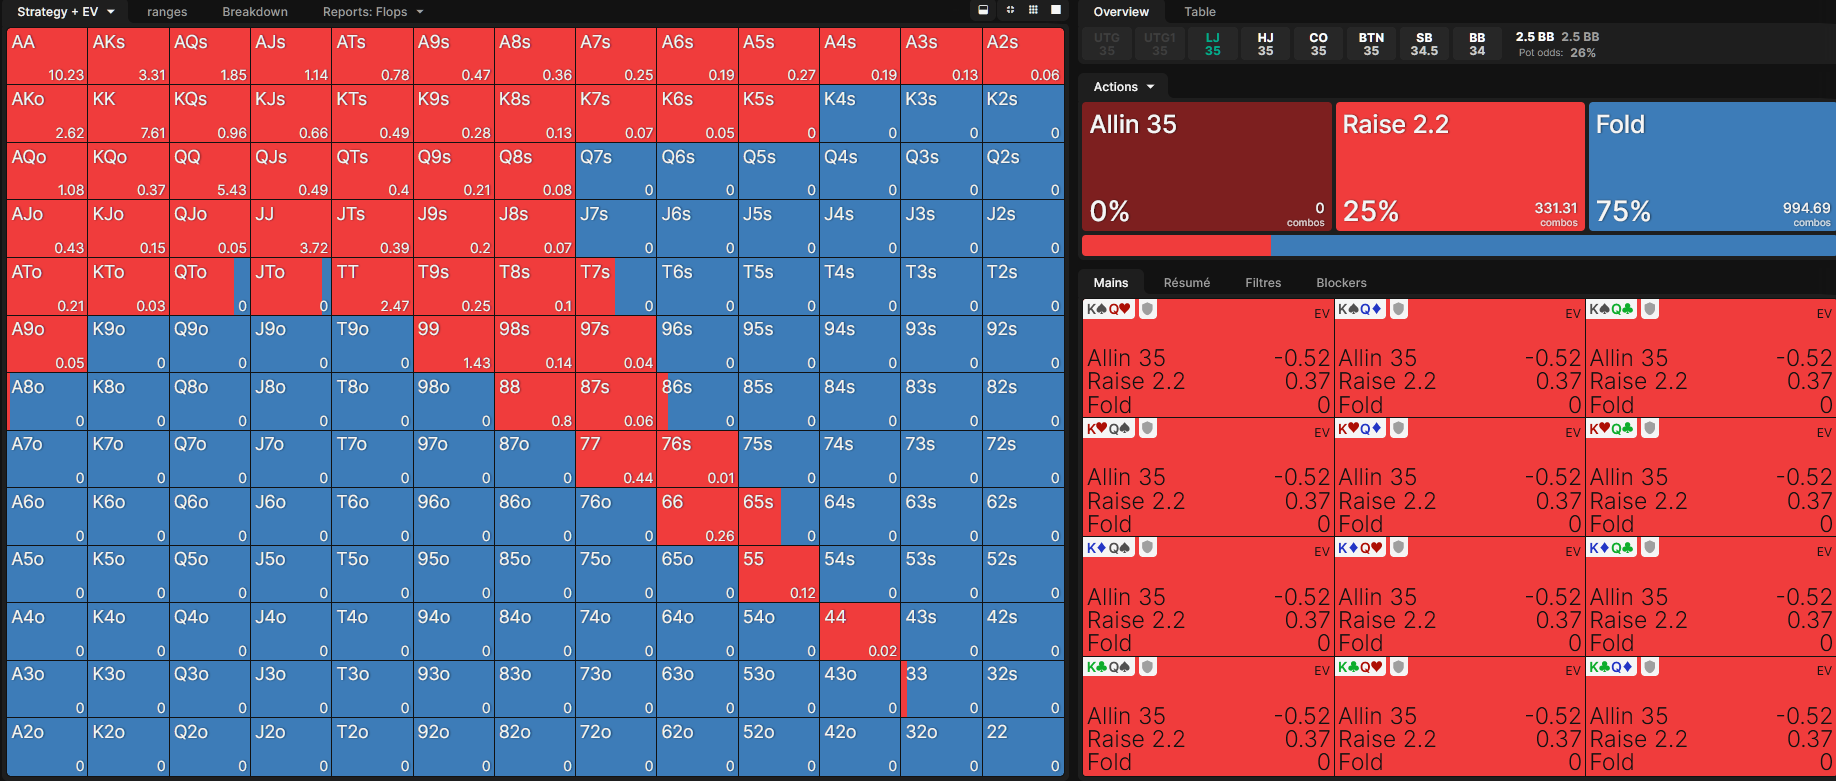 Strategy + EV ranges Breakdown Reports: Flops
AA AKs AQs AJs ATs A9s A8s A7s A6s A5s A4s A3s A2s
10.23 3.31 1.85 1.14 0.78 0.47 0.36 0.25 0.19 0.27 0.19 0.13 0.06
AKo KK KQs KJs KTs K9s K8s K7s K6s K5s K4s K3s K2s
2.62 7.61 0.96 0.66 0.49 0.28 0.13 0.07 0.05 0 0 0 0
AQo KQo QQ QJs QTs Q9s Q8s Q7s Q6s Q5s Q4s Q3s Q2s
1.08 0.37 5.43 0.49 0.4 0.21 0.08 0 0 0 0 0 0
AJo KJo QJo JJ JTs J9s J8s J7s J6s J5s J4s J3s J2s
0.43 0.15 0.05 3.72 0.39 0.2 0.07 0 0 0 0 0 0
ATo KTo QTo JTo TT T9s T8s T7s T6s T5s T4s T3s T2s
0.21 0.03 0 0 2.47 0.25 0.1 0 0 0 0 0 0
A9o K9o Q9o J9o T9o 99 98s 97s 96s 95s 94s 93s 92s
0.05 0 0 0 0 1.43 0.14 0.04 0 0 0 0 0
A8o K8o Q8o J8o T8o 98o 88 87s 86s 85s 84s 83s 82s
0 0 0 0 0 0 0.8 0.06 0 0 0 0 0
A7o K7o Q7o J7o T7o 97o 87o 77 76s 75s 74s 73s 72s
0 0 0 0 0 0 0 0.44 0.01 0 0 0 0
A6o K6o Q6o J6o T6o 96o 86o 76o 66 65s 64s 63s 62s
0 0 0 0 0 0 0 0 0.26 0 0 0 0
A5o K5o Q5o J5o T5o 95o 85o 75o 65o 55 54s 53s 52s
0 0 0 0 0 0 0 0 0 0.12 0 0 0
A4o K4o Q4o J4o T4o 94o 84o 74o 64o 54o 44 43s 42s
0 0 0 0 0 0 0 0 0 0 0.02 0 0
A3o K3o Q3o J3o T3o 93o 83o 73o 63o 53o 43o 33 32s
0 0 0 0 0 0 0 0 0 0 0 0 0
A2o K2o Q2o J2o T2o 92o 82o 72o 62o 52o 42o 32o 22
0 0 0 0 0 0 0 0 0 0 0 0 0
Overview Table
UTG UTG1 LJ HJ CO BTN SB BB 2.5 BB 2.5 BB
35 35 35 35 35 35 34.5 34 Pot odds: 26%
Actions
Allin 35 Raise 2.2 Fold
0% 0 25% 331.31 75% 994.69
combos combos combos
Mains Résumé Filtres Blockers
K♠Q♥ EV K♠Q♦ EV K♠Q♣ EV
Allin 35 -0.52 Allin 35 -0.52 Allin 35 -0.52
Raise 2.2 0.37 Raise 2.2 0.37 Raise 2.2 0.37
Fold 0 Fold 0 Fold 0
K♥Q♠ EV K♥Q♦ EV K♥Q♣ EV
Allin 35 -0.52 Allin 35 -0.52 Allin 35 -0.52
Raise 2.2 0.37 Raise 2.2 0.37 Raise 2.2 0.37
Fold 0 Fold 0 Fold 0
K♦Q♠ EV K♦Q♥ EV K♦Q♣ EV
Allin 35 -0.52 Allin 35 -0.52 Allin 35 -0.52
Raise 2.2 0.37 Raise 2.2 0.37 Raise 2.2 0.37
Fold 0 Fold 0 Fold 0
K♣Q♠ EV K♣Q♥ EV K♣Q♦ EV
Allin 35 -0.52 Allin 35 -0.52 Allin 35 -0.52
Raise 2.2 0.37 Raise 2.2 0.37 Raise 2.2 0.37
Fold 0 Fold 0 Fold 0